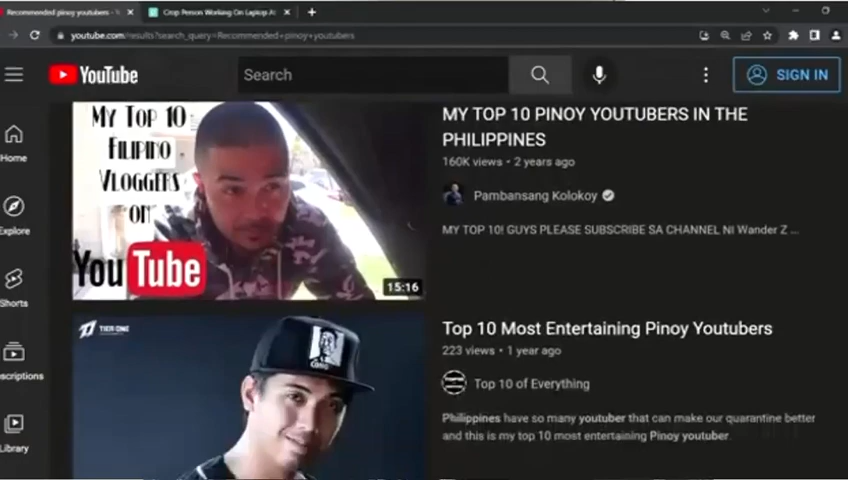 Recommended pinoy youtubers -
Crop Person Working On Laptop At
youtube.com/results?search_query=Recommended+pinoy+youtubers
YouTube
Search
SIGN IN
Home
Explore
Shorts
scriptions
Library
My Top 10
Filipino
Vloggers
on
YouTube
15:16
MY TOP 10 PINOY YOUTUBERS IN THE
PHILIPPINES
160K views • 2 years ago
Pambansang Kolokoy
MY TOP 10! GUYS PLEASE SUBSCRIBE SA CHANNEL NI Wander Z ...
TIER ONE
Top 10 Most Entertaining Pinoy Youtubers
223 views • 1 year ago
Top 10 of Everything
Philippines have so many youtuber that can make our quarantine better
and this is my top 10 most entertaining Pinoy youtuber.